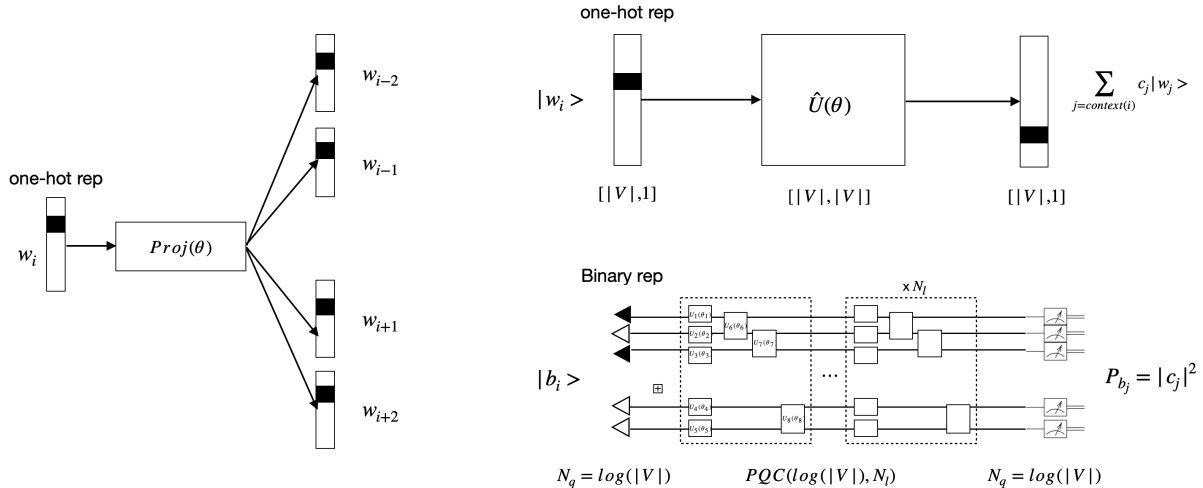 one-hot rep
w_i
Proj(θ)
w_{i−2}
w_{i−1}
w_{i+1}
w_{i+2}
one-hot rep
|w_i >
Û(θ)
∑_{j=context(i)} c_j|w_j >
[|V|,1]
[|V|,|V|]
[|V|,1]
Binary rep
x N_l
U_1(θ_1)
U_2(θ_2
U_3(θ_3
U_6(θ_6)
U_7(θ_7)
|b_i >
...
P_{b_j} = |c_j|^2
U_4(θ_4
U_5(θ_5)
U_8(θ_8
N_q = log(|V|)
PQC(log(|V|), N_l)
N_q = log(|V|)